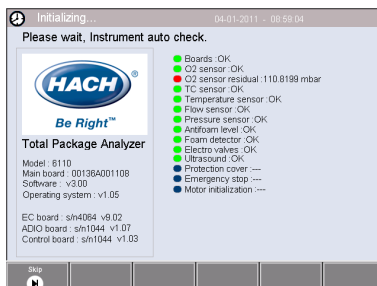 Initializing...
04-01-2011 - 08:59:04
Please wait, Instrument auto check.
HACH®
Be Right™
Total Package Analyzer
Model : 6110
Main board : 00136A001108
Software : v3.00
Operating system : v1.05
EC board : s/n4064 v9.02
ADIO board : s/n1044 v1.07
Control board : s/n1044 v1.03
Boards :OK
O2 sensor :OK
O2 sensor residual :110.8199 mbar
TC sensor :OK
Temperature sensor :OK
Flow sensor :OK
Pressure sensor :OK
Antifoam level :OK
Foam detector :OK
Electro valves :OK
Ultrasound :OK
Protection cover :---
Emergency stop :---
Motor initialization :---
Skip